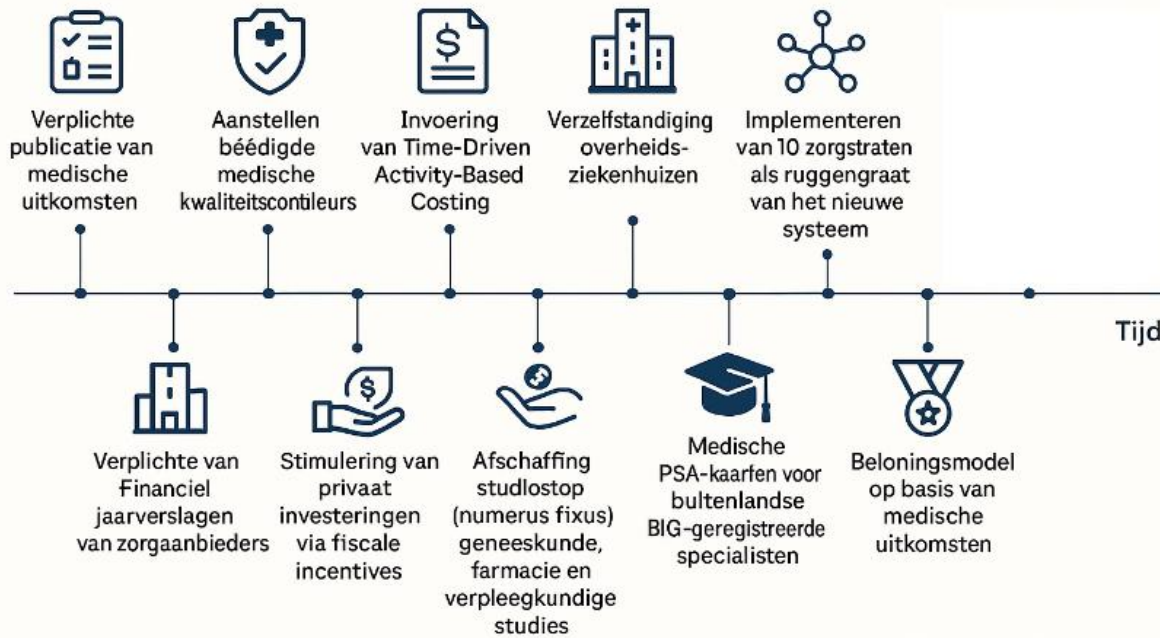 Verplichte
publicatie van
medische
uitkomsten
Aanstellen
béédigde
medische
kwaliteitscontileurs
Invoering
van Time-Driven
Activity-Based
Costing
Verzelfstandiging
overheids-
ziekenhuizen
Implementeren
van 10 zorgstraten
als ruggengraat
van het nieuwe
systeem
Tijd
Verplichte van
Financiel
jaarverslagen
van zorgaanbieders
Stimulering van
privaat
investeringen
via fiscale
incentives
Afschaffing
studlostop
(numerus fixus)
geneeskunde,
farmacie en
verpleegkundige
studies
Medische
PSA-kaarfen voor
bultenlandse
BIG-geregistreerde
specialisten
Beloningsmodel
op basis van
medische
uitkomsten